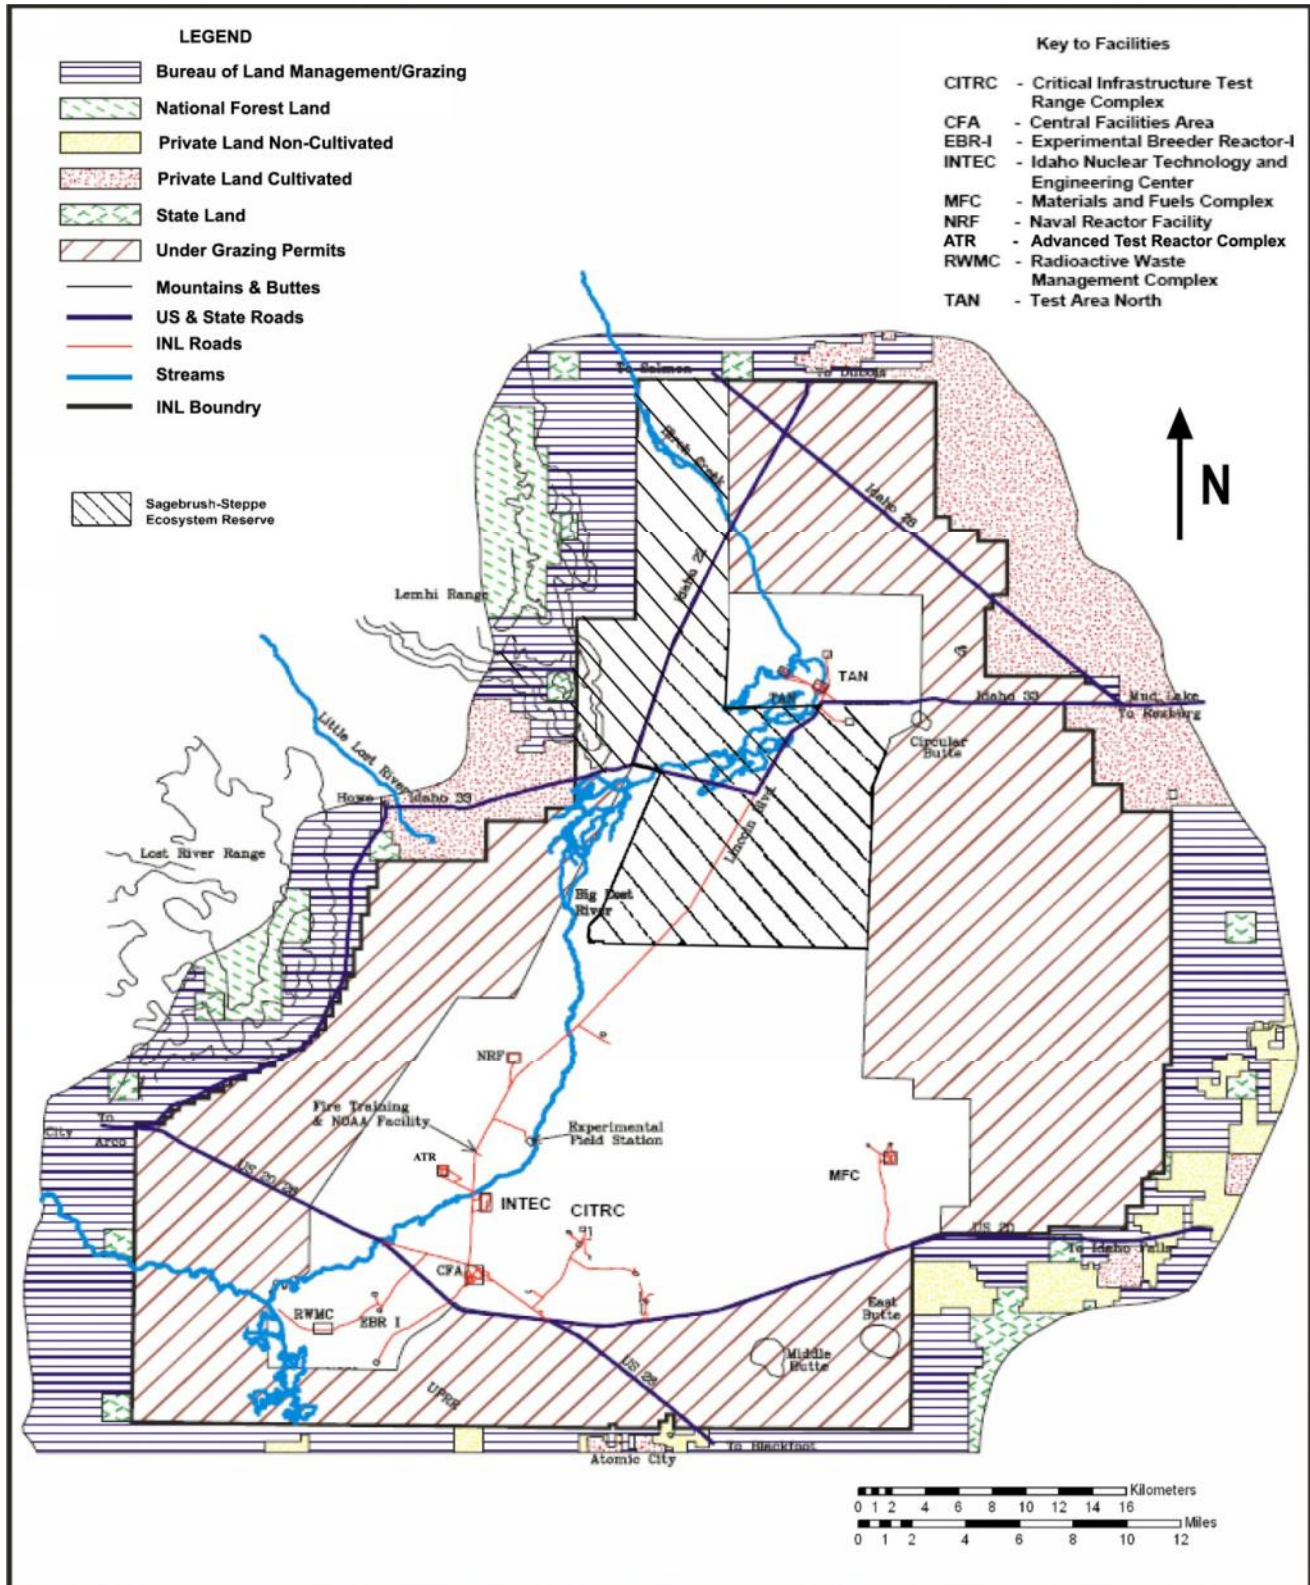 LEGEND
Bureau of Land Management/Grazing
National Forest Land
Private Land Non-Cultivated
Private Land Cultivated
State Land
Under Grazing Permits
Mountains & Buttes
US & State Roads
INL Roads
Streams
INL Boundry
Sagebrush-Steppe
Ecosystem Reserve
Key to Facilities
CITRC - Critical Infrastructure Test
Range Complex
CFA - Central Facilities Area
EBR-I - Experimental Breeder Reactor-I
INTEC - Idaho Nuclear Technology and
Engineering Center
MFC - Materials and Fuels Complex
NRF - Naval Reactor Facility
ATR - Advanced Test Reactor Complex
RWMC - Radioactive Waste
Management Complex
TAN - Test Area North
N
To Salmon
To Dubois
Birch Creek
Idaho 28
Idaho 22
Lemhi Range
TAN
TAN
Idaho 33
Mud Lake
To Rexburg
Circular
Butte
Little Lost River
Howe
Idaho 33
Lincoln Blvd.
Lost River Range
Big Lost
River
NRF
Fire Training
& NOAA Facility
Experimental
Field Station
To
City
Arco
ATR
MFC
US/20/26
INTEC
CITRC
US 20
To Idaho Falls
CFA
RWMC
EBR I
East
Butte
Middle
Butte
US/26
UPRR
To Blackfoot
Atomic City
Kilometers
0 1 2 4 6 8 10 12 14 16
Miles
0 1 2 4 6 8 10 12